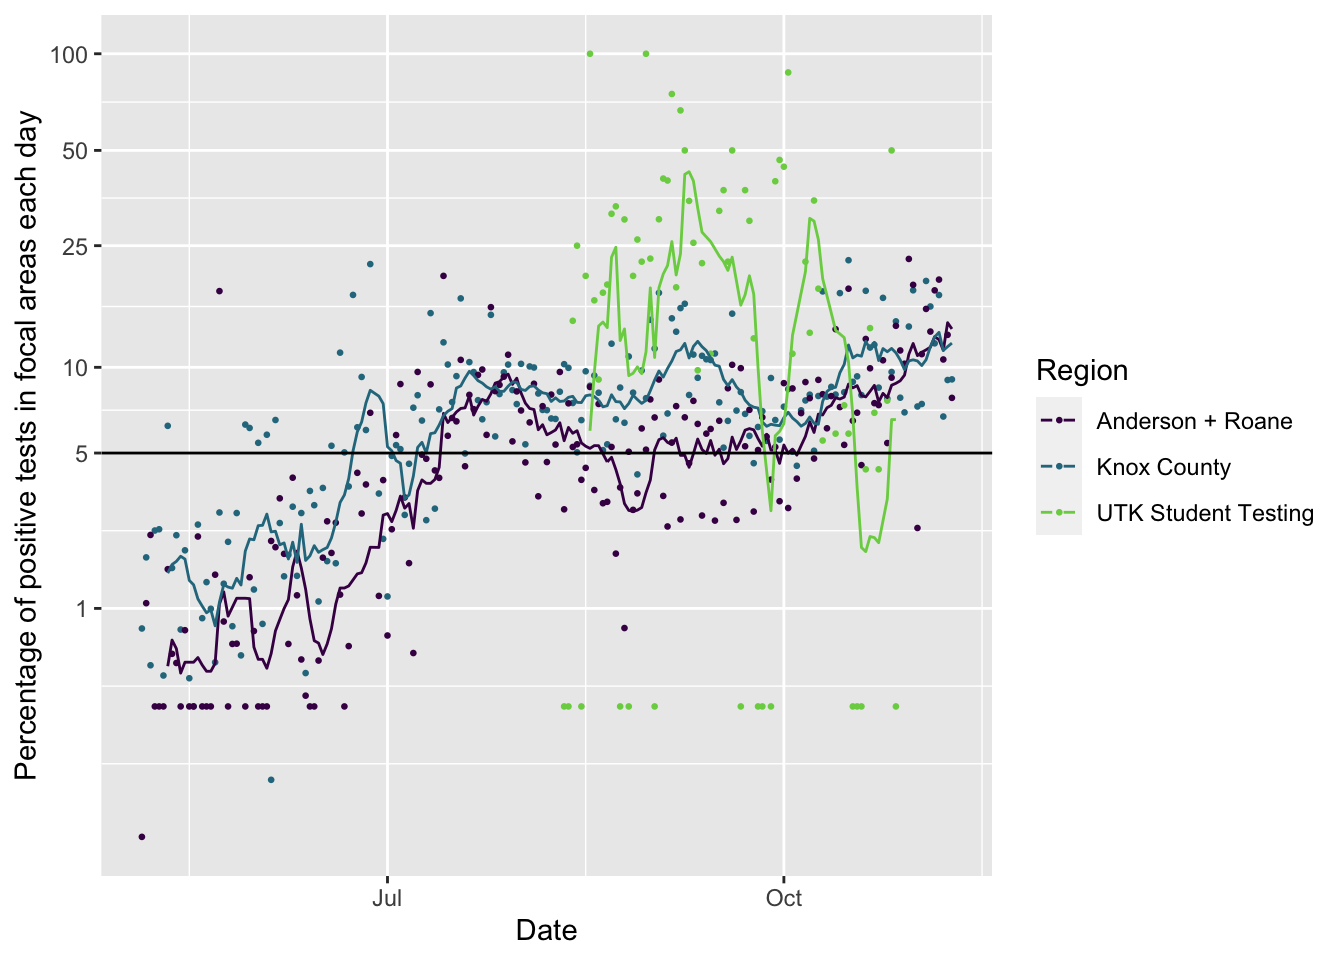 Percentage of positive tests in focal areas each day
100
50
25
10
5
1
Jul
Oct
Date
Region
Anderson + Roane
Knox County
UTK Student Testing